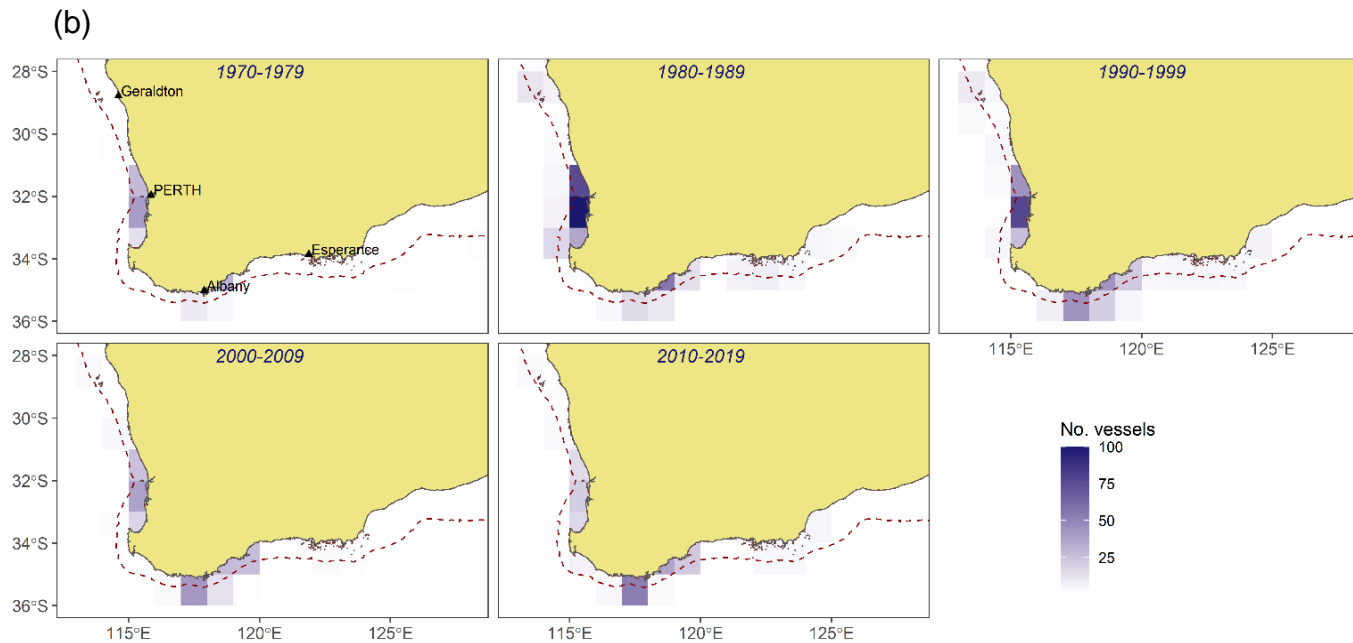 (b)
1970-1979
1980-1989
1990-1999
28°S
30°S
32°S
34°S
36°S
Geraldton
PERTH
Esperance
Albany
2000-2009
2010-2019
28°S
30°S
32°S
34°S
36°S
115°E
120°E
125°E
115°E
120°E
125°E
115°E
120°E
125°E
No. vessels
100
75
50
25